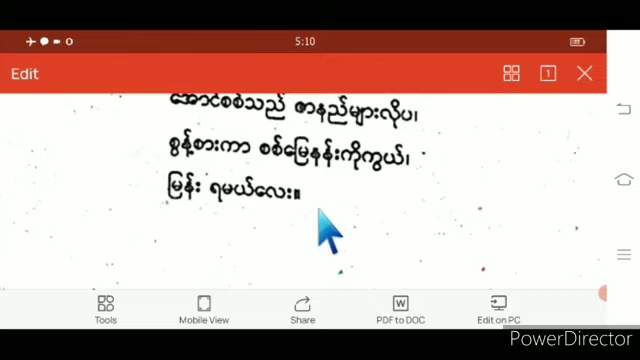 5:10
Edit
1
အောင်စစ်သည် ဇာနည်များလိုပ၊
စွန့်စားကာ စစ်မြေနန်းကိုကွယ်၊
မြန်း ရမယ်လေး။
Tools
Mobile View
Share
W
PDF to DOC
Edit on PC
PowerDirector